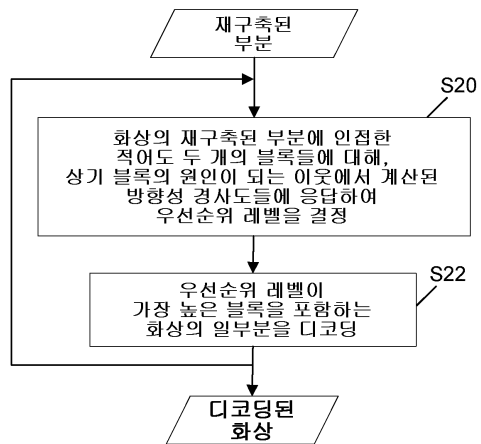 재구축된
부분
S20
화상의 재구축된 부분에 인접한
적어도 두 개의 블록들에 대해,
상기 블록의 원인이 되는 이웃에서 계산된
방향성 경사도들에 응답하여
우선순위 레벨을 결정
S22
우선순위 레벨이
가장 높은 블록을 포함하는
화상의 일부분을 디코딩
디코딩된
화상